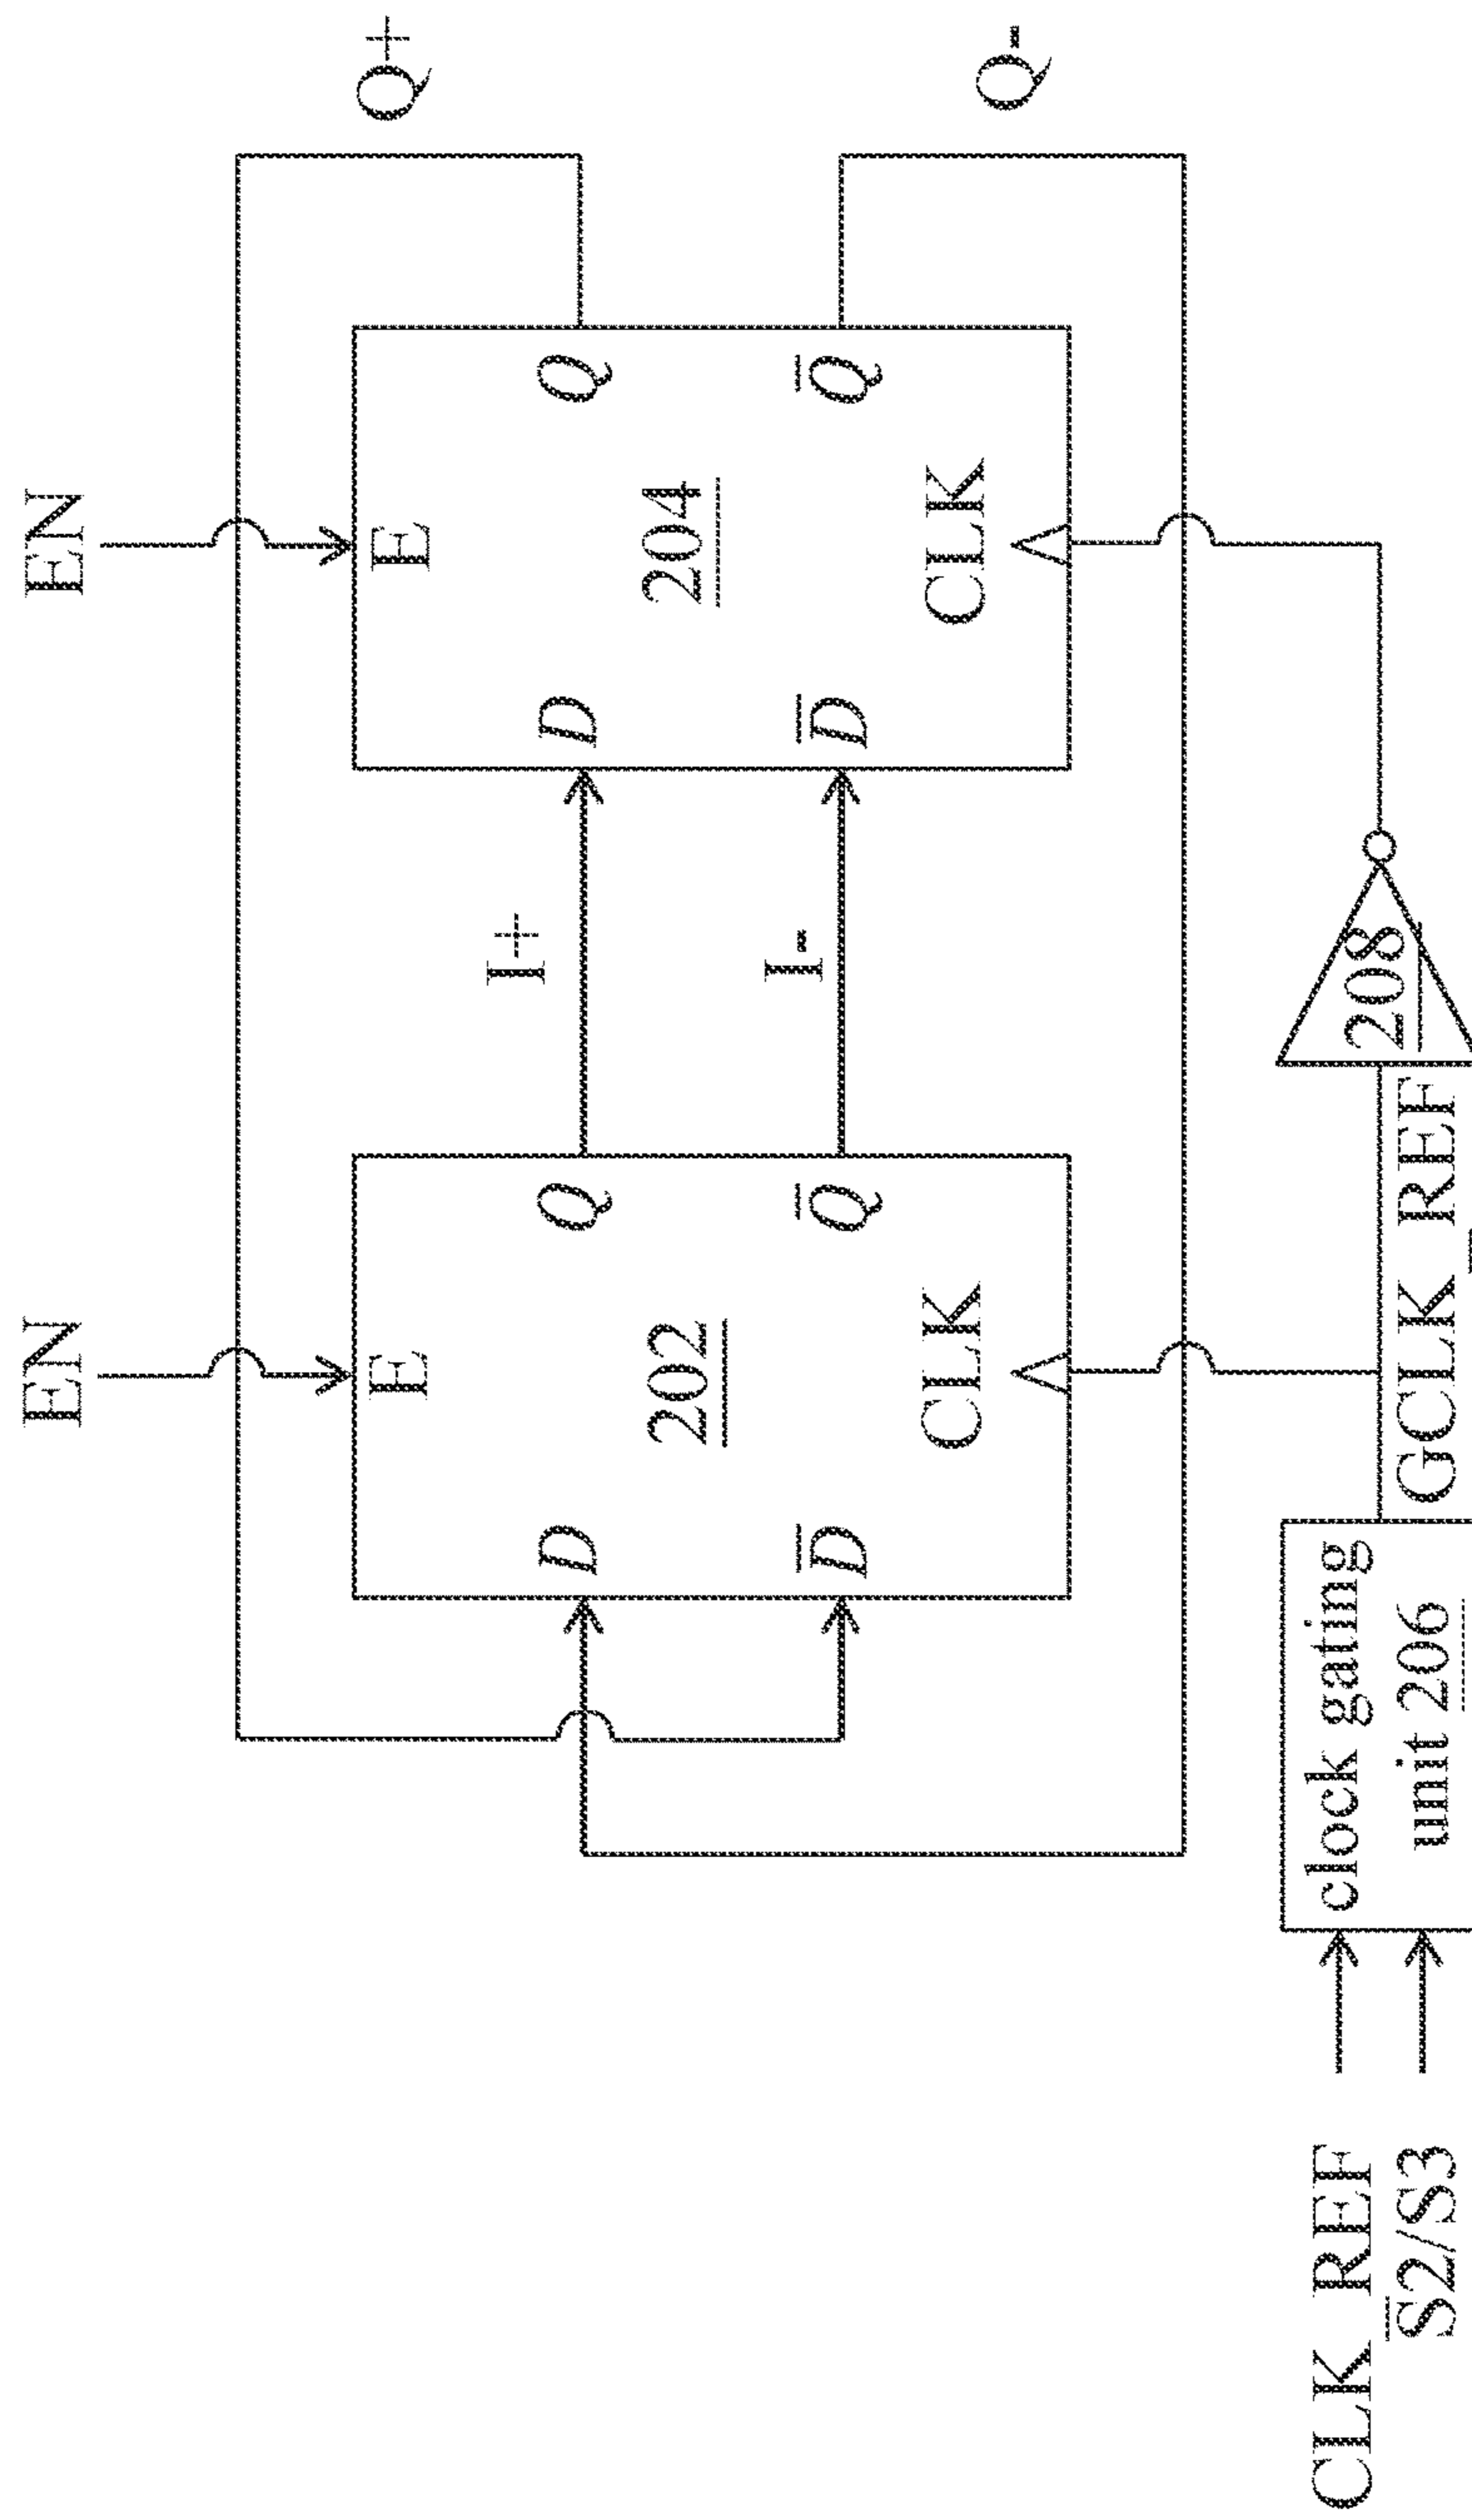 EN
EN
Q+
E
E
D
Q
I+
D
Q
202
204
D
Q
I-
D
Q
Q-
CLK
CLK
CLK_REF
S2/S3
clock gating
unit 206
GCLK_REF
208